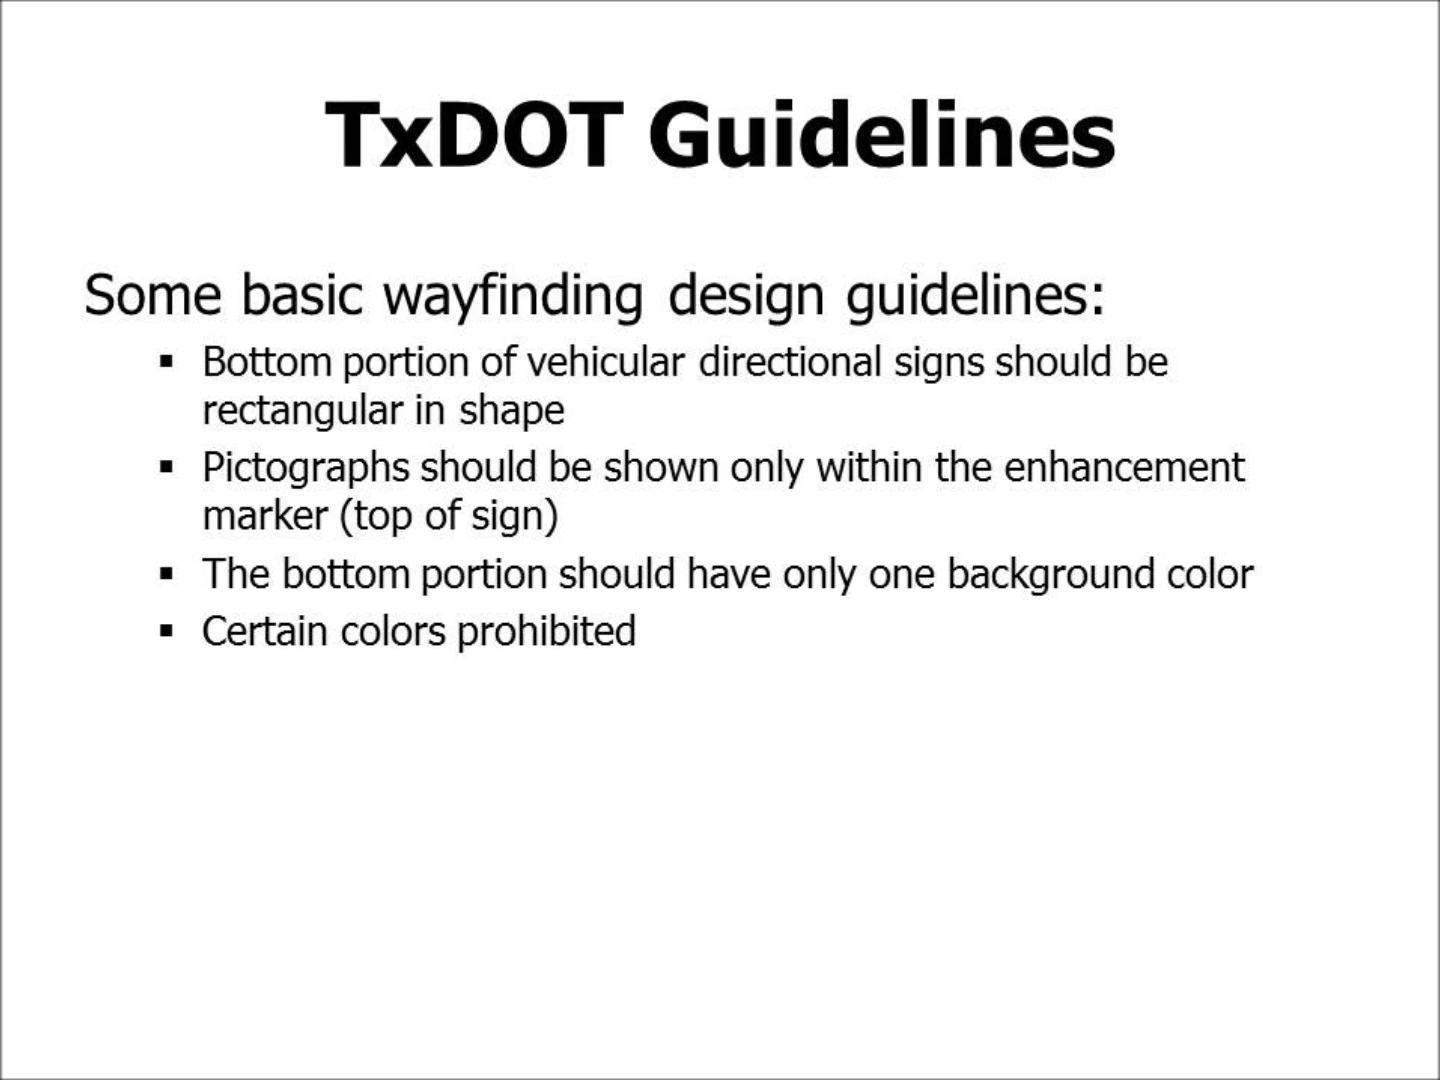 TxDOT Guidelines
Some basic wayfinding design guidelines:
▪ Bottom portion of vehicular directional signs should be
rectangular in shape
▪ Pictographs should be shown only within the enhancement
marker (top of sign)
▪ The bottom portion should have only one background color
▪ Certain colors prohibited